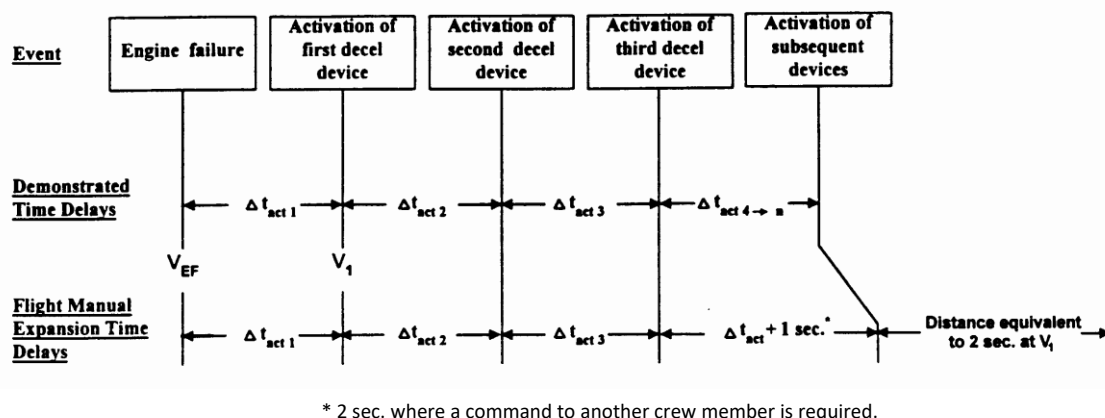 Event
Engine failure
Activation of
first decel
device
Activation of
second decel
device
Activation of
third decel
device
Activation of
subsequent
devices
Demonstrated
Time Delays
Δ t act 1
Δ t act 2
Δ t act 3
Δ t act 4→ n
V EF
V 1
Flight Manual
Expansion Time
Delays
Δ t act 1
Δ t act 2
Δ t act 3
Δ t act + 1 sec.*
Distance equivalent
to 2 sec. at V1
* 2 sec. where a command to another crew member is required.